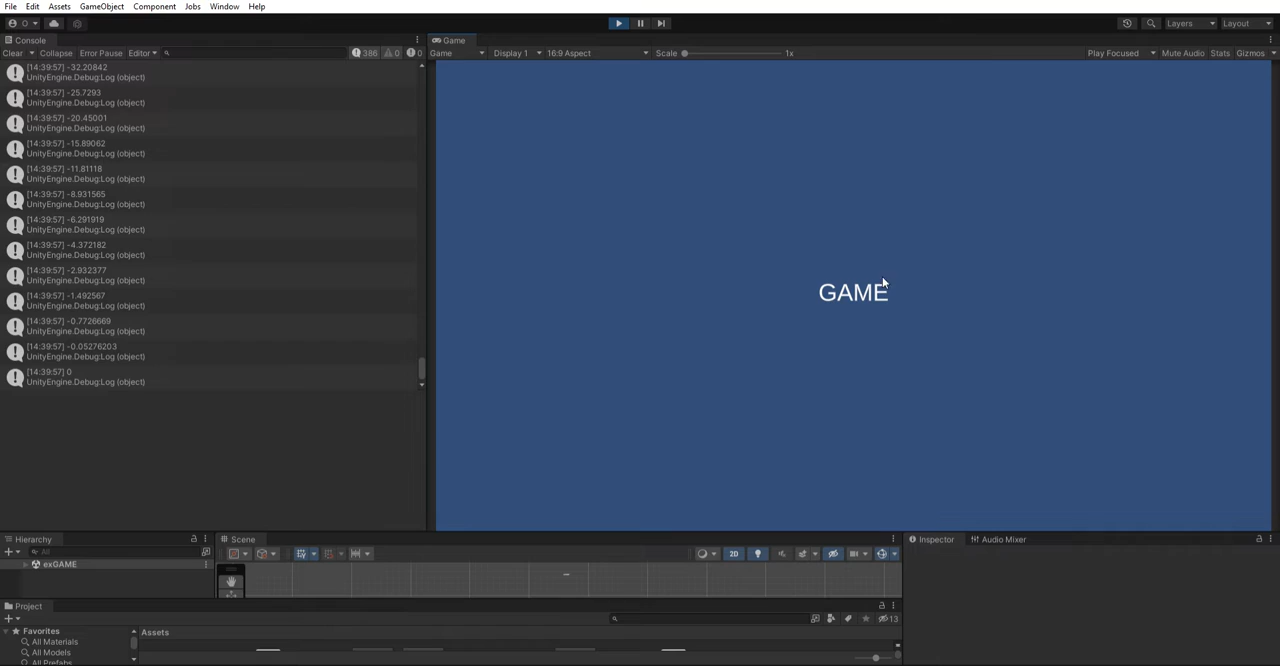 File Edit Assets GameObject Component Jobs Window Help
O Layers Layout
Console
Clear Collapse Error Pause Editor 386 0 0
[14:39:57] -32.20842
UnityEngine.Debug:Log (object)
[14:39:57] -25.7293
UnityEngine.Debug:Log (object)
[14:39:57] -20.45001
UnityEngine.Debug:Log (object)
[14:39:57] -15.89062
UnityEngine.Debug:Log (object)
[14:39:57] -11.81118
UnityEngine.Debug:Log (object)
[14:39:57] -8.931565
UnityEngine.Debug:Log (object)
[14:39:57] -6.291919
UnityEngine.Debug:Log (object)
[14:39:57] -4.372182
UnityEngine.Debug:Log (object)
[14:39:57] -2.932377
UnityEngine.Debug:Log (object)
[14:39:57] -1.492567
UnityEngine.Debug:Log (object)
[14:39:57] -0.7726669
UnityEngine.Debug:Log (object)
[14:39:57] -0.05276203
UnityEngine.Debug:Log (object)
[14:39:57] 0
UnityEngine.Debug:Log (object)
Game
Game Display 1 16:9 Aspect Scale 1x Play Focused Mute Audio Stats Gizmos
GAME
Hierarchy
All
exGAME
Scene
2D
Inspector Audio Mixer
Project
13
Favorites
All Materials
All Models
All Prefabs
Assets